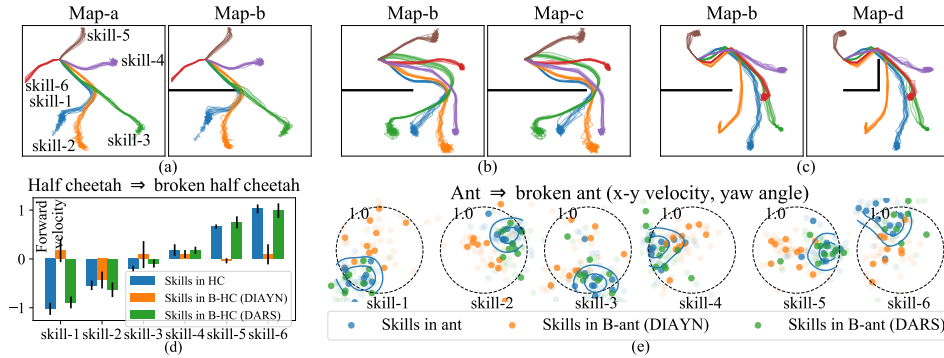 Map-a
Map-b
Map-b
Map-c
Map-b
Map-d
skill-5
skill-4
skill-6
skill-1
skill-2
skill-3
(a)
(b)
(c)
Half cheetah ⇒ broken half cheetah
1
0
−1
Forward
velocity
Skills in HC
Skills in B-HC (DIAYN)
Skills in B-HC (DARS)
skill-1
skill-2
skill-3
skill-4
skill-5
skill-6
(d)
Ant ⇒ broken ant (x-y velocity, yaw angle)
1.0
1.0
1.0
1.0
1.0
1.0
skill-1
skill-2
skill-3
skill-4
skill-5
skill-6
Skills in ant
Skills in B-ant (DIAYN)
Skills in B-ant (DARS)
(e)